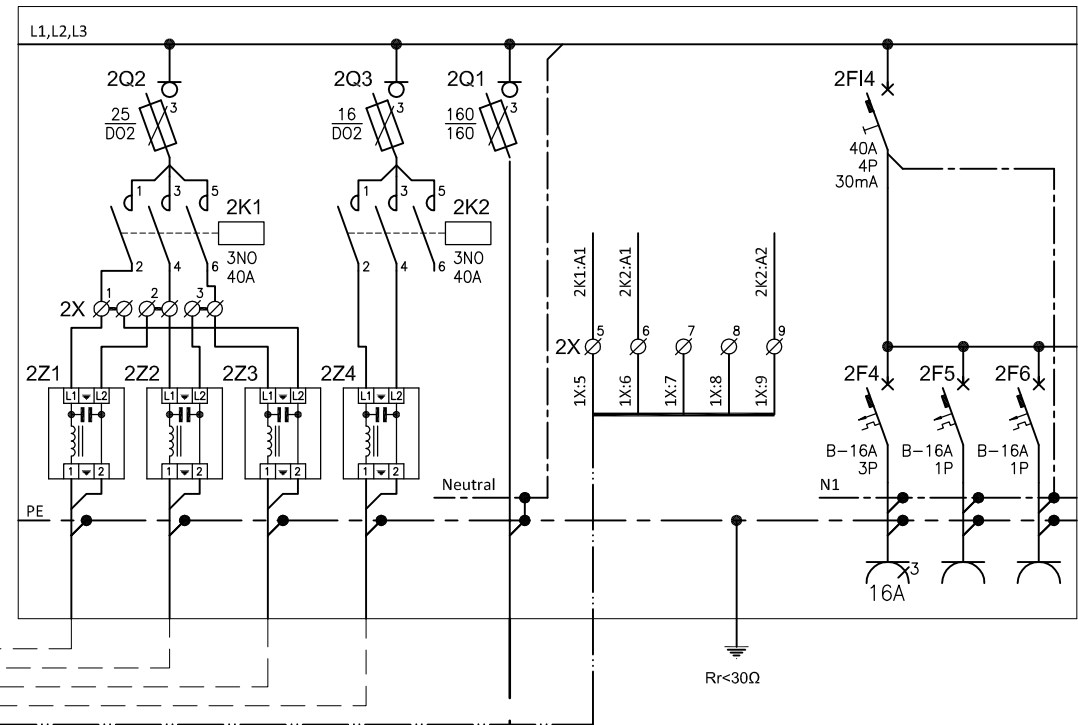 L1,L2,L3
2Q2
3
25
DO2
2Q3
3
16
DO2
2Q1
3
160
160
2FI4
40A
4P
30mA
1 3 5
2K1
3NO
40A
2 4 6
1 3 5
2K2
3NO
40A
2 4 6
2K1:A1
2K2:A1
2K2:A2
2X
1 2 3
2X
5 6 7 8 9
1X:5
1X:6
1X:7
1X:8
1X:9
2Z1
L1 L2
1 2
2Z2
L1 L2
1 2
2Z3
L1 L2
1 2
2Z4
L1 L2
1 2
2F4
B-16A
3P
2F5
B-16A
1P
2F6
B-16A
1P
Neutral
N1
PE
3
16A
Rr<30Ω